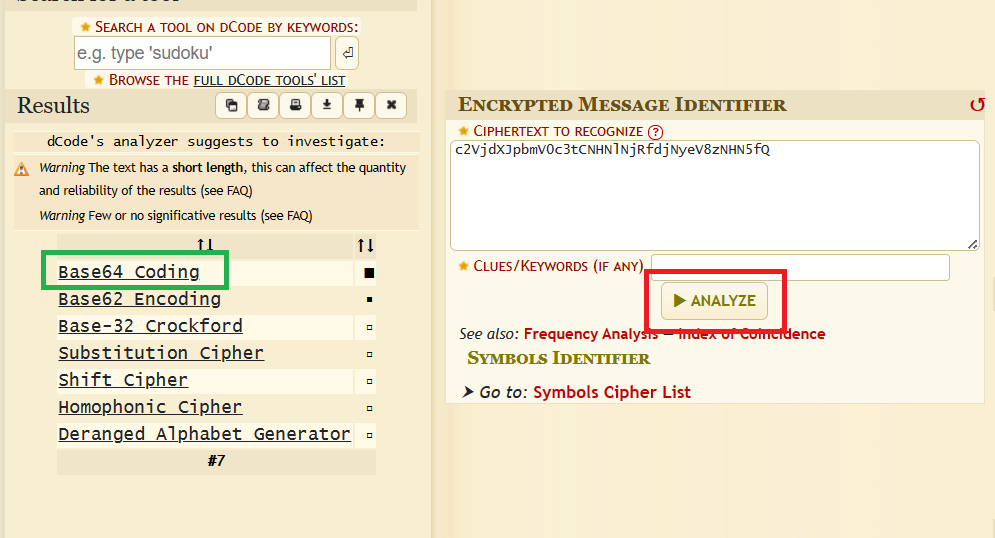 Search for a tool
★ SEARCH A TOOL ON DCODE BY KEYWORDS:
e.g. type 'sudoku'
★ BROWSE THE FULL DCODE TOOLS' LIST
Results
dCode's analyzer suggests to investigate:
Warning The text has a short length, this can affect the quantity
and reliability of the results (see FAQ)
Warning Few or no significative results (see FAQ)
↑↓ ↑↓
Base64 Coding
Base62 Encoding
Base-32 Crockford
Substitution Cipher
Shift Cipher
Homophonic Cipher
Deranged Alphabet Generator
#7
ENCRYPTED MESSAGE IDENTIFIER
★ CIPHERTEXT TO RECOGNIZE ?
c2VjdXJpbmV0c3tCNHNlNjRfdjNyeV8zNHN5fQ
★ CLUES/KEYWORDS (IF ANY)
▶ ANALYZE
See also: Frequency Analysis — Index of Coincidence
SYMBOLS IDENTIFIER
➤ Go to: Symbols Cipher List